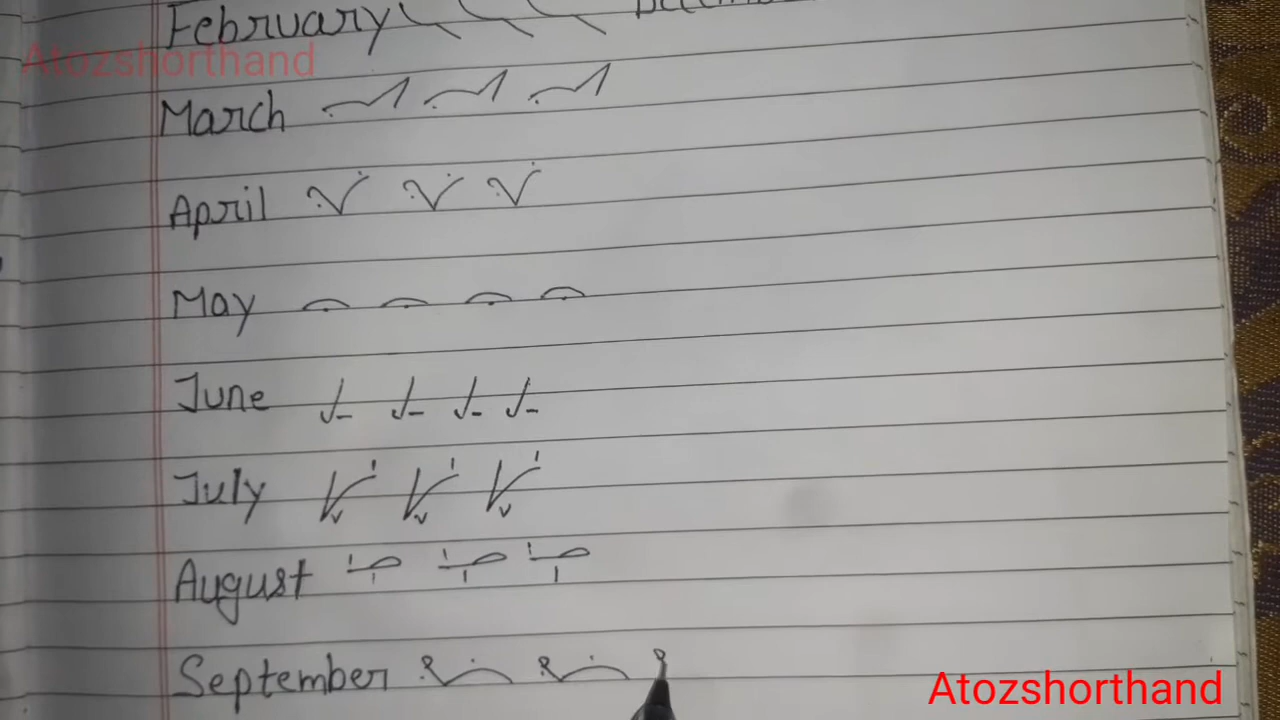 February
Atozshorthand
March
April
May
June
July
August
September
Atozshorthand